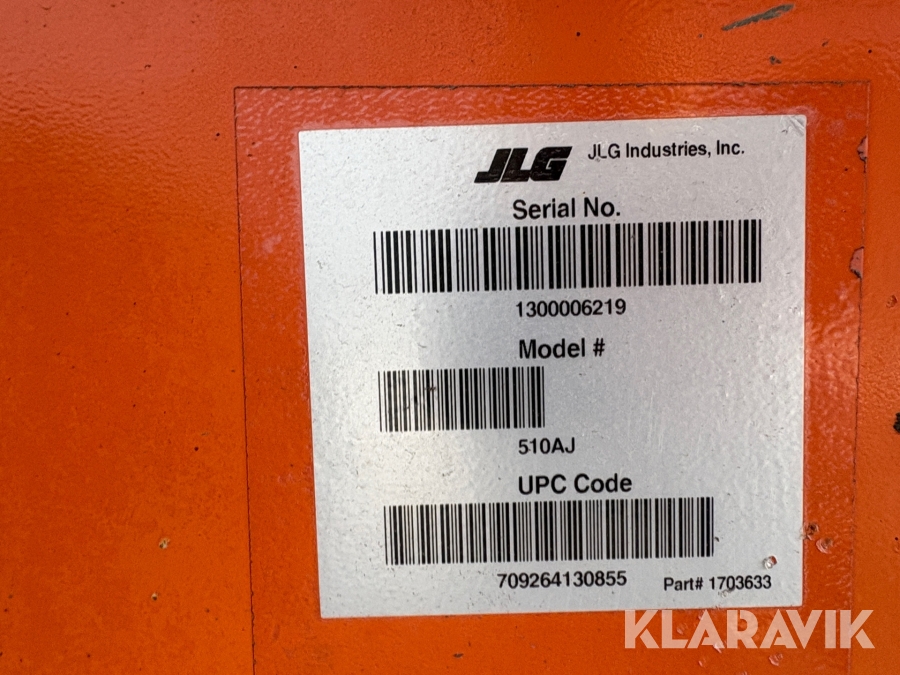 JLG JLG Industries, Inc.
Serial No.
1300006219
Model #
510AJ
UPC Code
709264130855 Part# 1703633
KLARAVIK